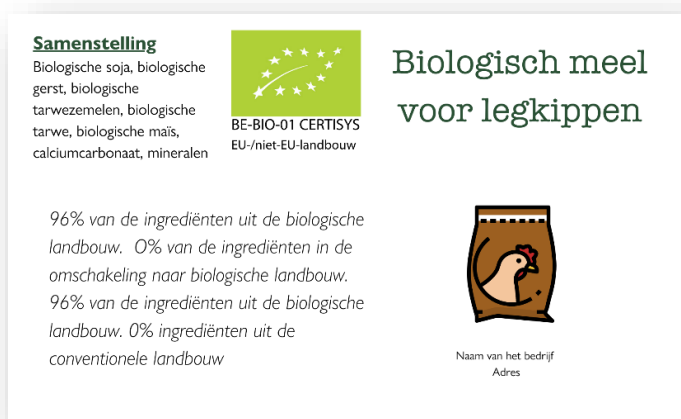 Samenstelling
Biologische soja, biologische
gerst, biologische
tarwezemelen, biologische
tarwe, biologische maïs,
calciumcarbonaat, mineralen
BE-BIO-01 CERTISYS
EU-/niet-EU-landbouw
Biologisch meel
voor legkippen
96% van de ingrediënten uit de biologische
landbouw.  O% van de ingrediënten in de
omschakeling naar biologische landbouw.
96% van de ingrediënten uit de biologische
landbouw. 0% ingrediënten uit de
conventionele landbouw
Naam van het bedrijf
Adres